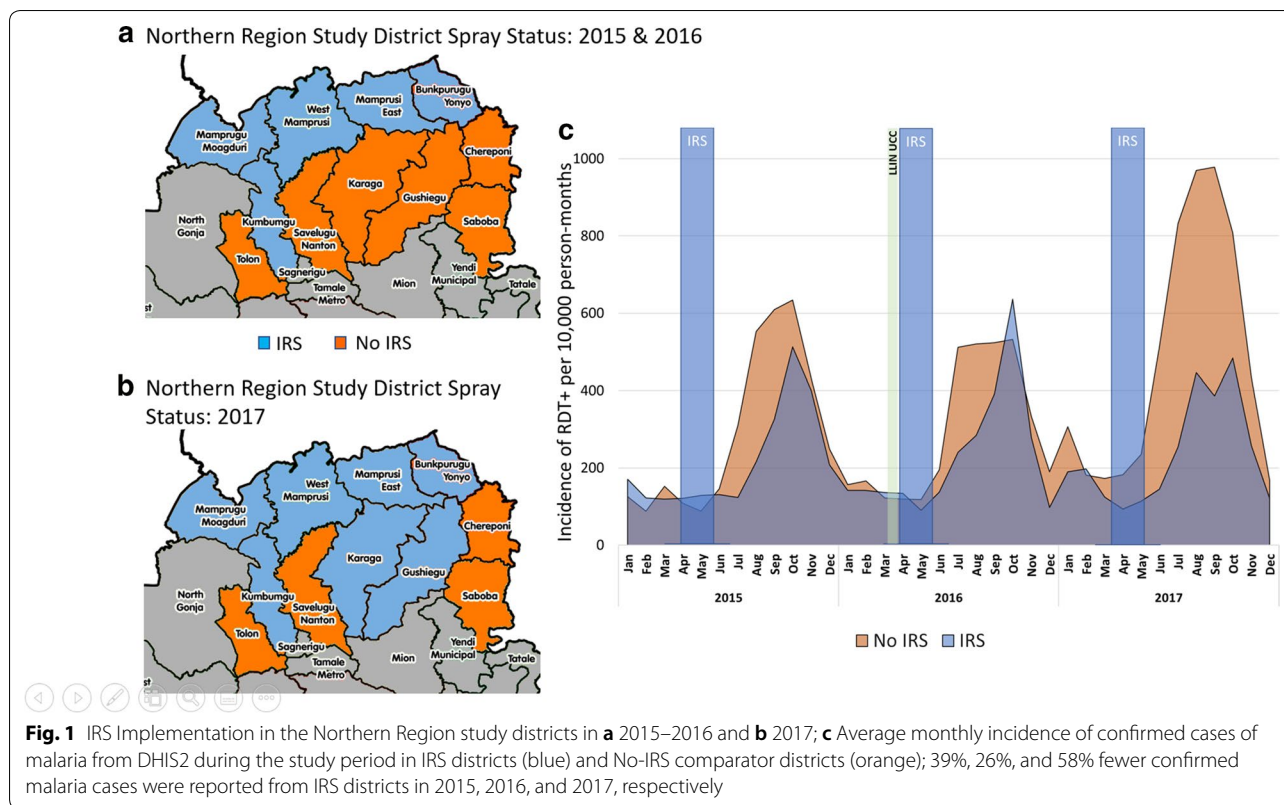 a Northern Region Study District Spray Status: 2015 & 2016
Bunkpurugu
Yonyo
Mamprusi
East
West
Mamprusi
Mamprugu
Moagduri
Chereponi
Karaga
Gushiegu
North
Gonja
Kumbumgu
Savelugu
Nanton
Saboba
Tolon
Sagnerigu
Tamale
Metro
Mion
Yendi
Municipal
Tatale
st
IRS No IRS
b Northern Region Study District Spray
Status: 2017
Bunkpurugu
Yonyo
Mamprusi
East
West
Mamprusi
Mamprugu
Moagduri
Chereponi
Karaga
Gushiegu
North
Gonja
Kumbumgu
Savelugu
Nanton
Saboba
Tolon
Sagnerigu
Tamale
Metro
Mion
Yendi
Municipal
Tatale
st
c
Incidence of RDT+ per 10,000 person-months
1000
800
600
400
200
0
IRS
LLIN UCC
IRS
IRS
Jan Feb Mar Apr May Jun Jul Aug Sep Oct Nov Dec Jan Feb Mar Apr May Jun Jul Aug Sep Oct Nov Dec Jan Feb Mar Apr May Jun Jul Aug Sep Oct Nov Dec
2015 2016 2017
No IRS IRS
Fig. 1 IRS Implementation in the Northern Region study districts in a 2015–2016 and b 2017; c Average monthly incidence of confirmed cases of
malaria from DHIS2 during the study period in IRS districts (blue) and No-IRS comparator districts (orange); 39%, 26%, and 58% fewer confirmed
malaria cases were reported from IRS districts in 2015, 2016, and 2017, respectively